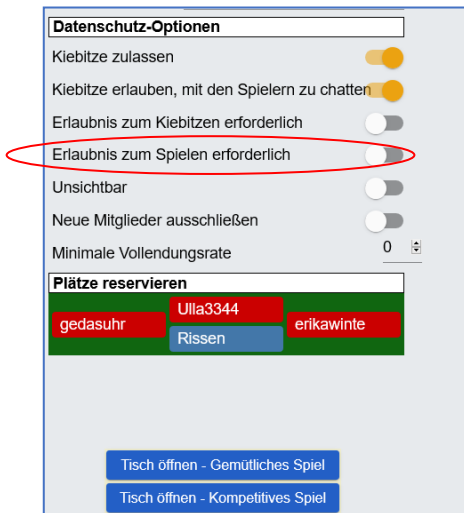 Datenschutz-Optionen
Kiebitze zulassen
Kiebitze erlauben, mit den Spielern zu chatten
Erlaubnis zum Kiebitzen erforderlich
Erlaubnis zum Spielen erforderlich
Unsichtbar
Neue Mitglieder ausschließen
Minimale Vollendungsrate 0
Plätze reservieren
Ulla3344
gedasuhr erikawinte
Rissen
Tisch öffnen - Gemütliches Spiel
Tisch öffnen - Kompetitives Spiel